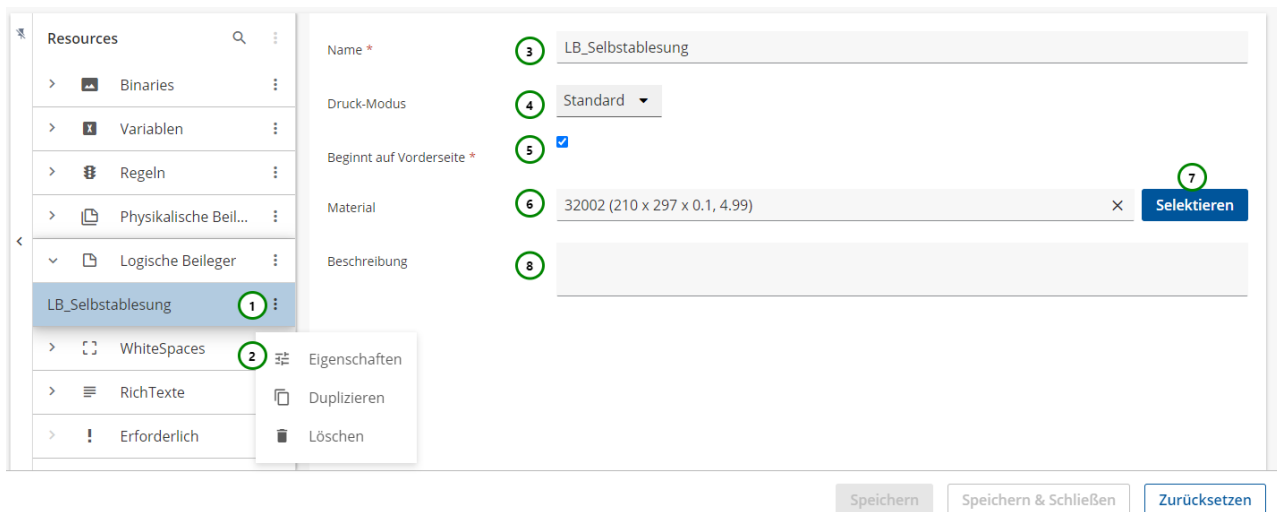 Resources
Binaries
Variablen
Regeln
Physikalische Beil...
Logische Beileger
LB_Selbstablesung
1
WhiteSpaces
2
RichTexte
Erforderlich
Eigenschaften
Duplizieren
Löschen
Name *
3
LB_Selbstablesung
Druck-Modus
4
Standard
Beginnt auf Vorderseite *
5
Material
6
32002 (210 x 297 x 0.1, 4.99)
7
Selektieren
Beschreibung
8
Speichern
Speichern & Schließen
Zurücksetzen